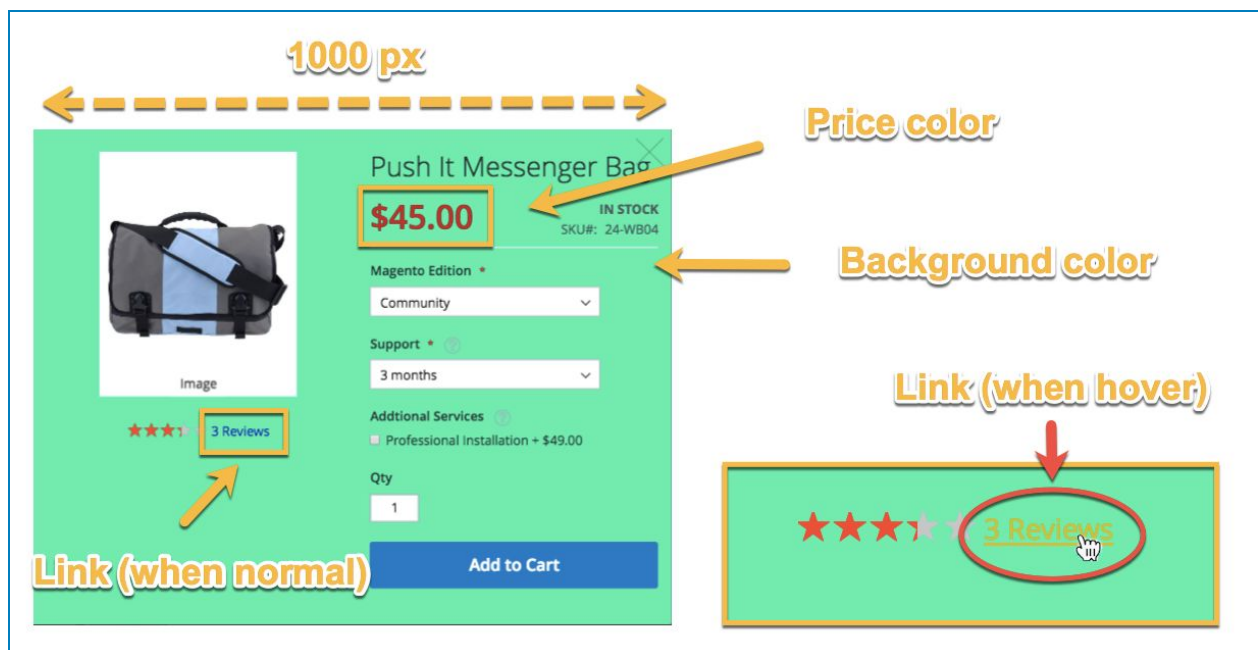 1000 px
Price color
Push It Messenger Bag
$45.00
IN STOCK
SKU#: 24-WB04
Background color
Magento Edition *
Community
Support * ?
3 months
Image
3 Reviews
Addtional Services ?
Professional Installation + $49.00
Qty
1
Add to Cart
Link (when normal)
Link (when hover)
3 Reviews